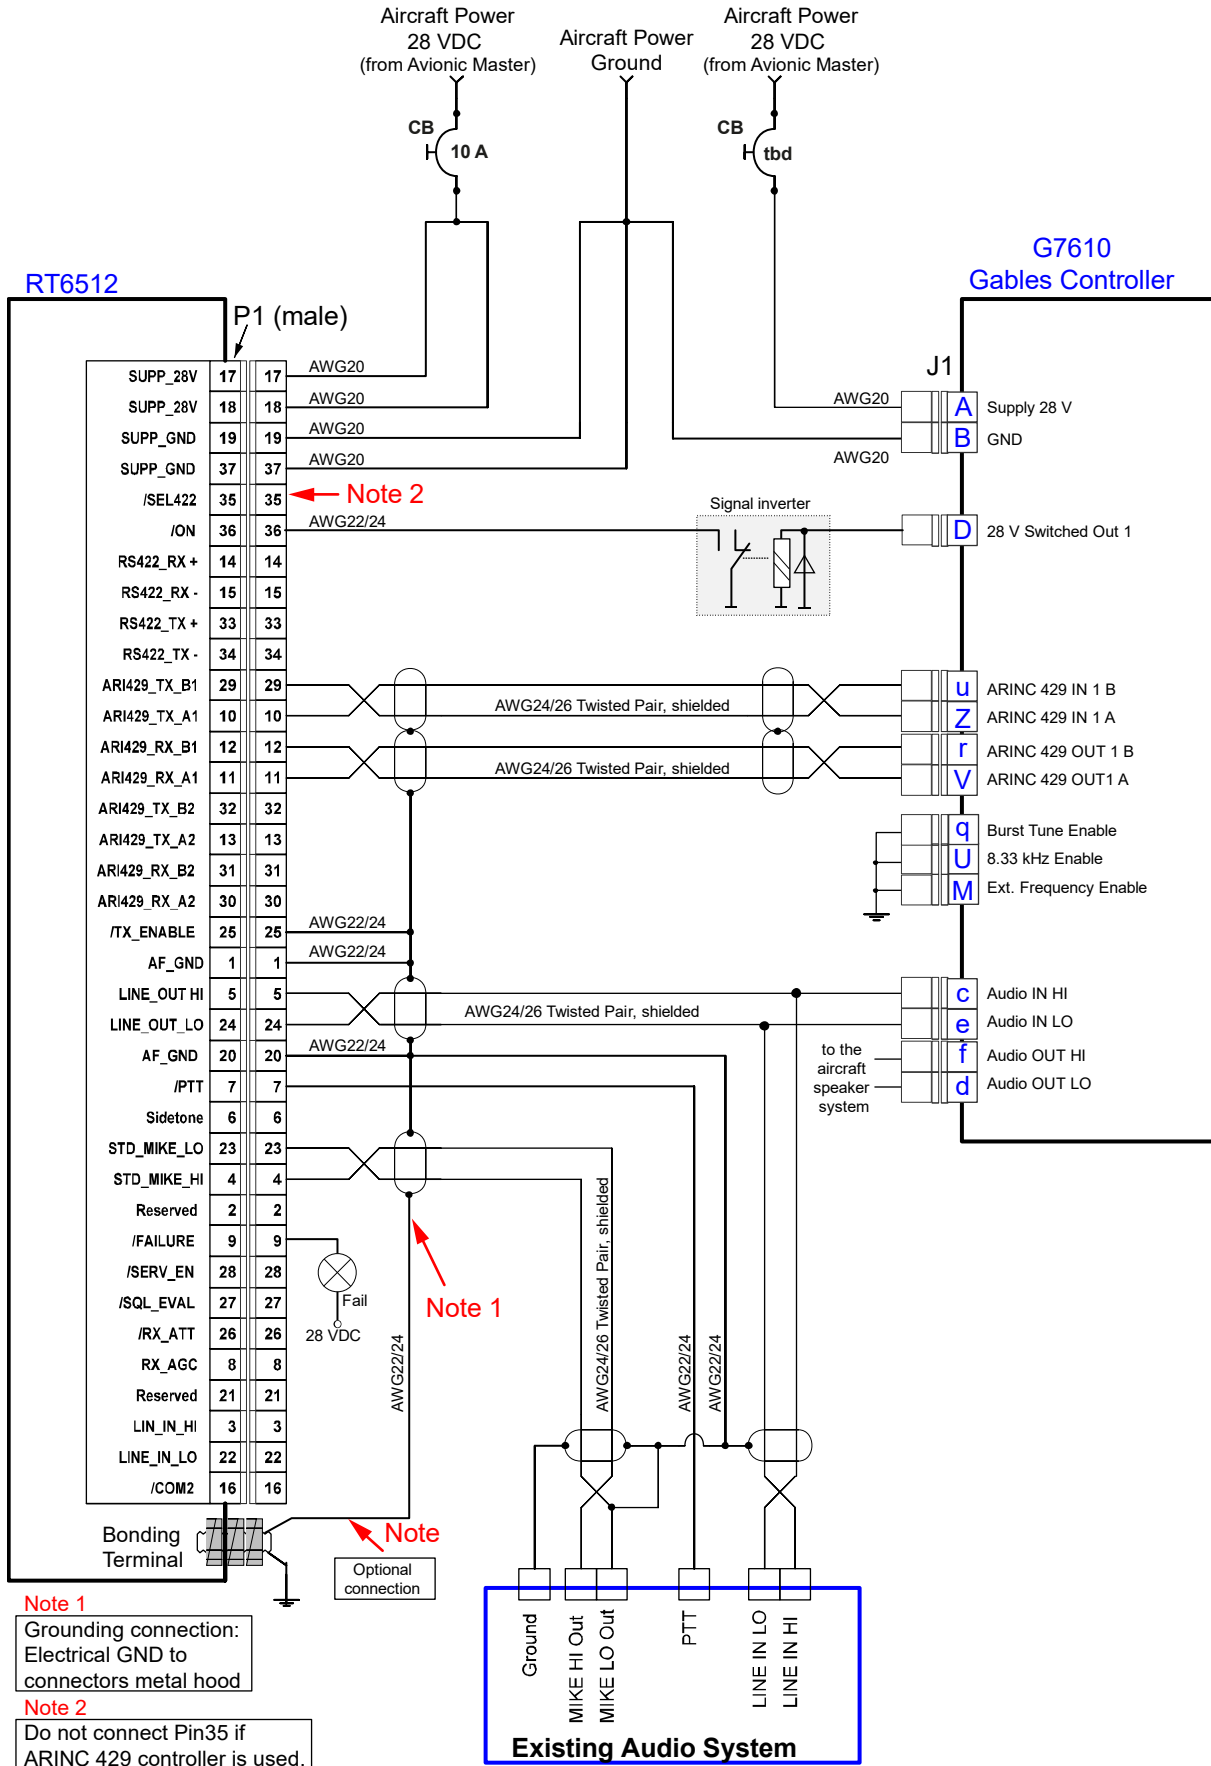 Aircraft Power
28 VDC
(from Avionic Master)
Aircraft Power
Ground
Aircraft Power
28 VDC
(from Avionic Master)
CB
10 A
CB
tbd
RT6512
G7610
Gables Controller
P1 (male)
J1
SUPP_28V 17 17 AWG20
SUPP_28V 18 18 AWG20
SUPP_GND 19 19 AWG20
SUPP_GND 37 37 AWG20
/SEL422 35 35 Note 2
/ON 36 36 AWG22/24
RS422_RX + 14 14
RS422_RX - 15 15
RS422_TX + 33 33
RS422_TX - 34 34
ARI429_TX_B1 29 29
ARI429_TX_A1 10 10
AWG24/26 Twisted Pair, shielded
ARI429_RX_B1 12 12
ARI429_RX_A1 11 11
AWG24/26 Twisted Pair, shielded
ARI429_TX_B2 32 32
ARI429_TX_A2 13 13
ARI429_RX_B2 31 31
ARI429_RX_A2 30 30
/TX_ENABLE 25 25 AWG22/24
AF_GND 1 1 AWG22/24
LINE_OUT HI 5 5
LINE_OUT_LO 24 24
AWG24/26 Twisted Pair, shielded
AF_GND 20 20 AWG22/24
/PTT 7 7
Sidetone 6 6
STD_MIKE_LO 23 23
STD_MIKE_HI 4 4
Reserved 2 2
/FAILURE 9 9
/SERV_EN 28 28
/SQL_EVAL 27 27
/RX_ATT 26 26
RX_AGC 8 8
Reserved 21 21
LIN_IN_HI 3 3
LINE_IN_LO 22 22
/COM2 16 16
AWG20 A Supply 28 V
B GND
AWG20
Signal inverter
D 28 V Switched Out 1
u ARINC 429 IN 1 B
Z ARINC 429 IN 1 A
r ARINC 429 OUT 1 B
V ARINC 429 OUT1 A
q Burst Tune Enable
U 8.33 kHz Enable
M Ext. Frequency Enable
c Audio IN HI
e Audio IN LO
f Audio OUT HI
d Audio OUT LO
to the
aircraft
speaker
system
Fail
28 VDC
Note 1
AWG22/24
AWG24/26 Twisted Pair, shielded
AWG22/24
AWG22/24
Bonding
Terminal
Note
Optional
connection
Note 1
Grounding connection:
Electrical GND to
connectors metal hood
Note 2
Do not connect Pin35 if
ARINC 429 controller is used.
Ground
MIKE HI Out
MIKE LO Out
PTT
LINE IN LO
LINE IN HI
Existing Audio System